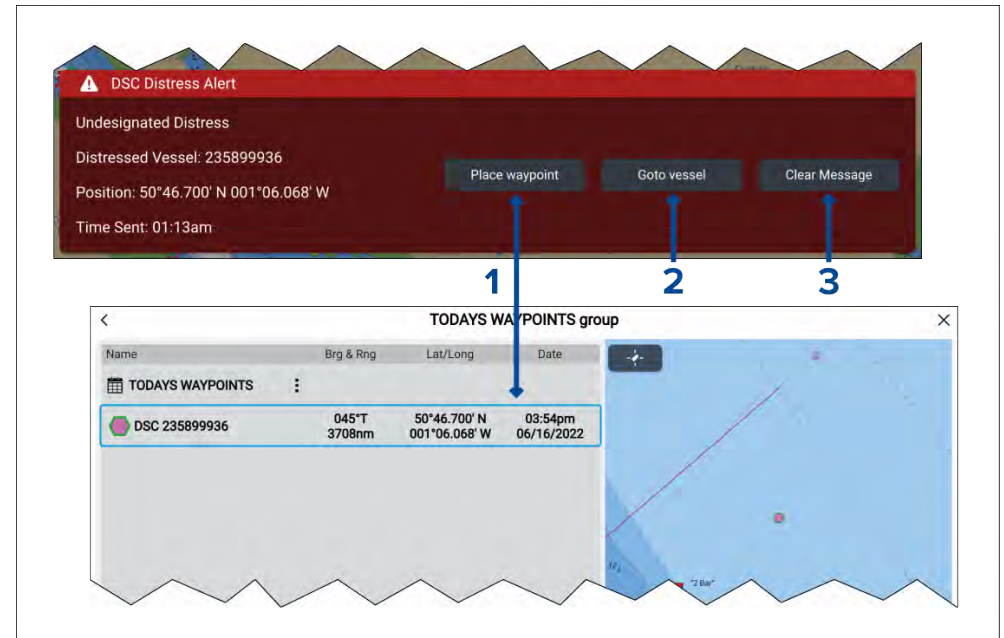 DSC Distress Alert
Undesignated Distress
Distressed Vessel: 235899936
Position: 50°46.700' N 001°06.068' W
Time Sent: 01:13am
Place waypoint Goto vessel Clear Message
1 2 3
TODAYS WAYPOINTS group
Name Brg & Rng Lat/Long Date
TODAYS WAYPOINTS
DSC 235899936 045°T 50°46.700' N 03:54pm
3708nm 001°06.068' W 06/16/2022
"2 Bar"